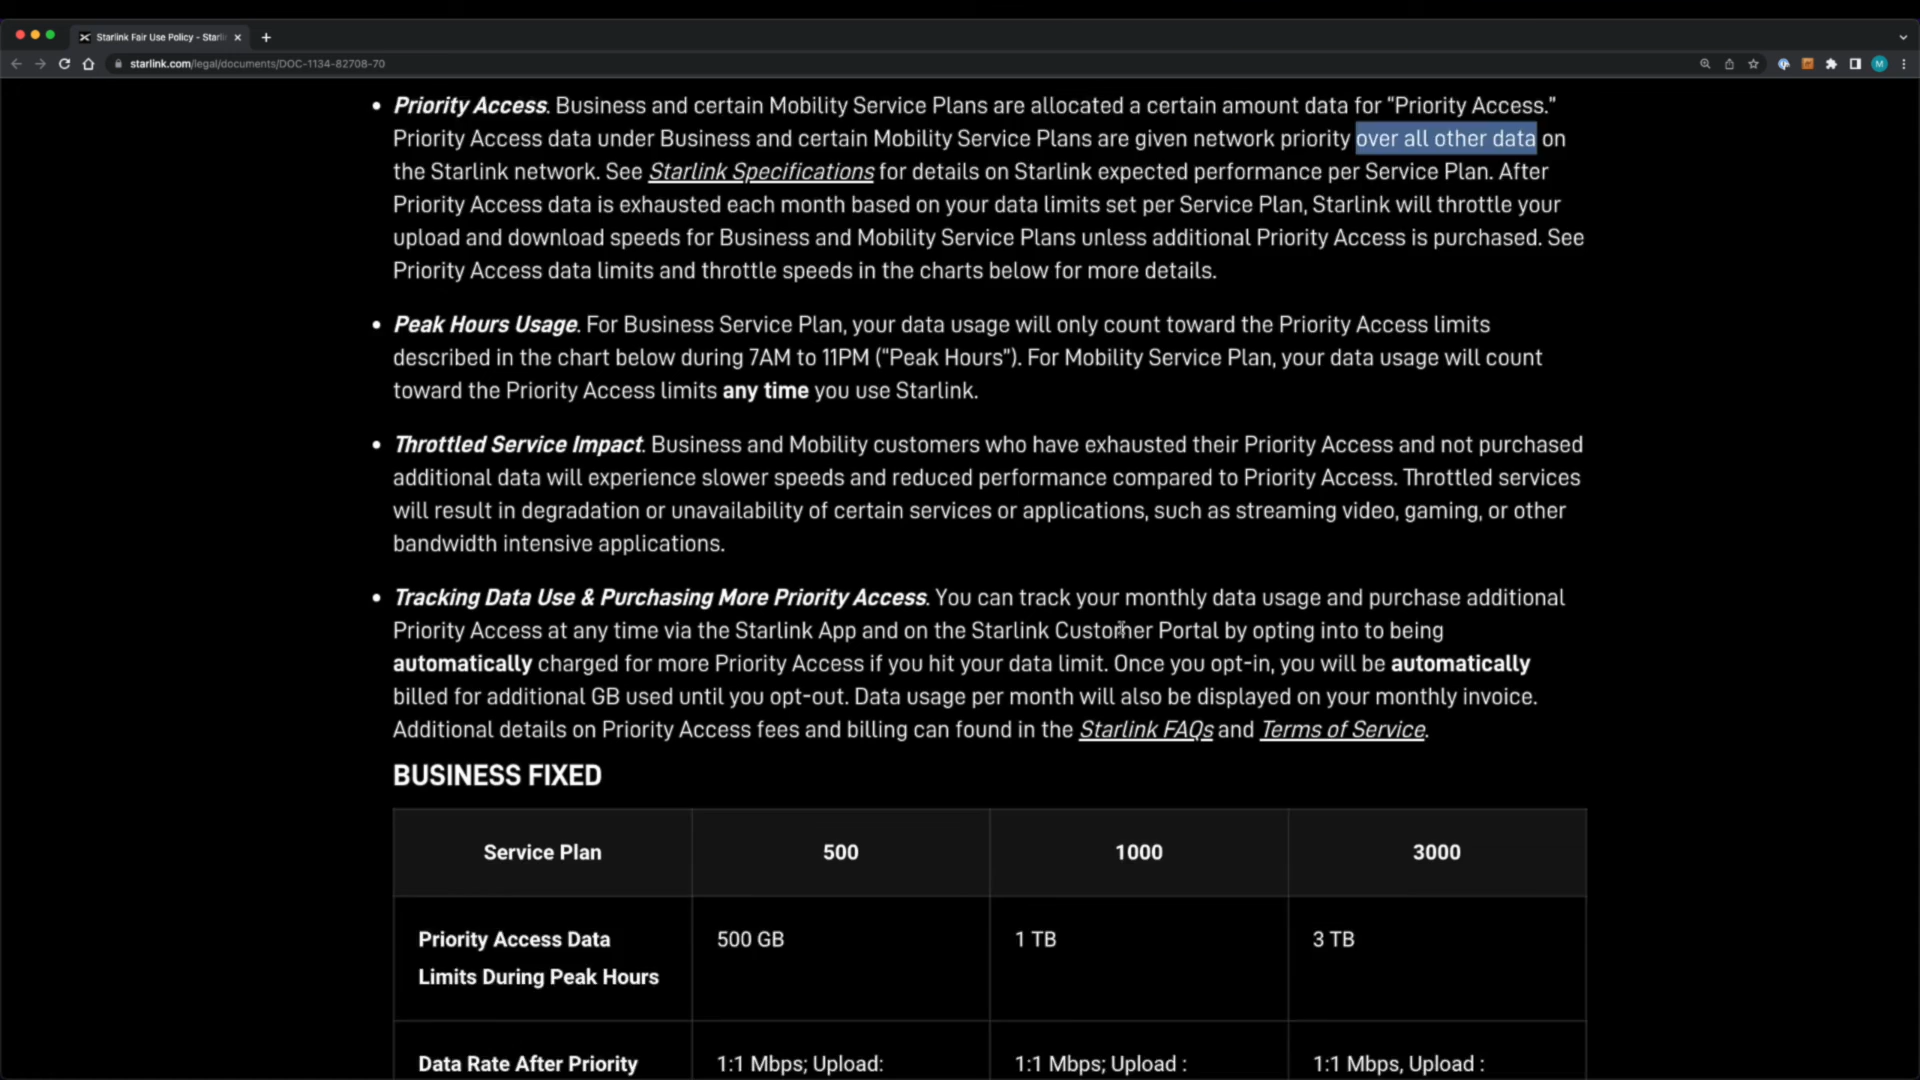 Starlink Fair Use Policy - Starli
starlink.com/legal/documents/DOC-1134-82708-70
M
• Priority Access. Business and certain Mobility Service Plans are allocated a certain amount data for “Priority Access.”
Priority Access data under Business and certain Mobility Service Plans are given network priority over all other data on
the Starlink network. See Starlink Specifications for details on Starlink expected performance per Service Plan. After
Priority Access data is exhausted each month based on your data limits set per Service Plan, Starlink will throttle your
upload and download speeds for Business and Mobility Service Plans unless additional Priority Access is purchased. See
Priority Access data limits and throttle speeds in the charts below for more details.
• Peak Hours Usage. For Business Service Plan, your data usage will only count toward the Priority Access limits
described in the chart below during 7AM to 11PM (“Peak Hours”). For Mobility Service Plan, your data usage will count
toward the Priority Access limits any time you use Starlink.
• Throttled Service Impact. Business and Mobility customers who have exhausted their Priority Access and not purchased
additional data will experience slower speeds and reduced performance compared to Priority Access. Throttled services
will result in degradation or unavailability of certain services or applications, such as streaming video, gaming, or other
bandwidth intensive applications.
• Tracking Data Use & Purchasing More Priority Access. You can track your monthly data usage and purchase additional
Priority Access at any time via the Starlink App and on the Starlink Customer Portal by opting into to being
automatically charged for more Priority Access if you hit your data limit. Once you opt-in, you will be automatically
billed for additional GB used until you opt-out. Data usage per month will also be displayed on your monthly invoice.
Additional details on Priority Access fees and billing can found in the Starlink FAQs and Terms of Service.
BUSINESS FIXED
Service Plan 500 1000 3000
Priority Access Data 500 GB 1 TB 3 TB
Limits During Peak Hours
Data Rate After Priority 1:1 Mbps; Upload: 1:1 Mbps; Upload : 1:1 Mbps, Upload :